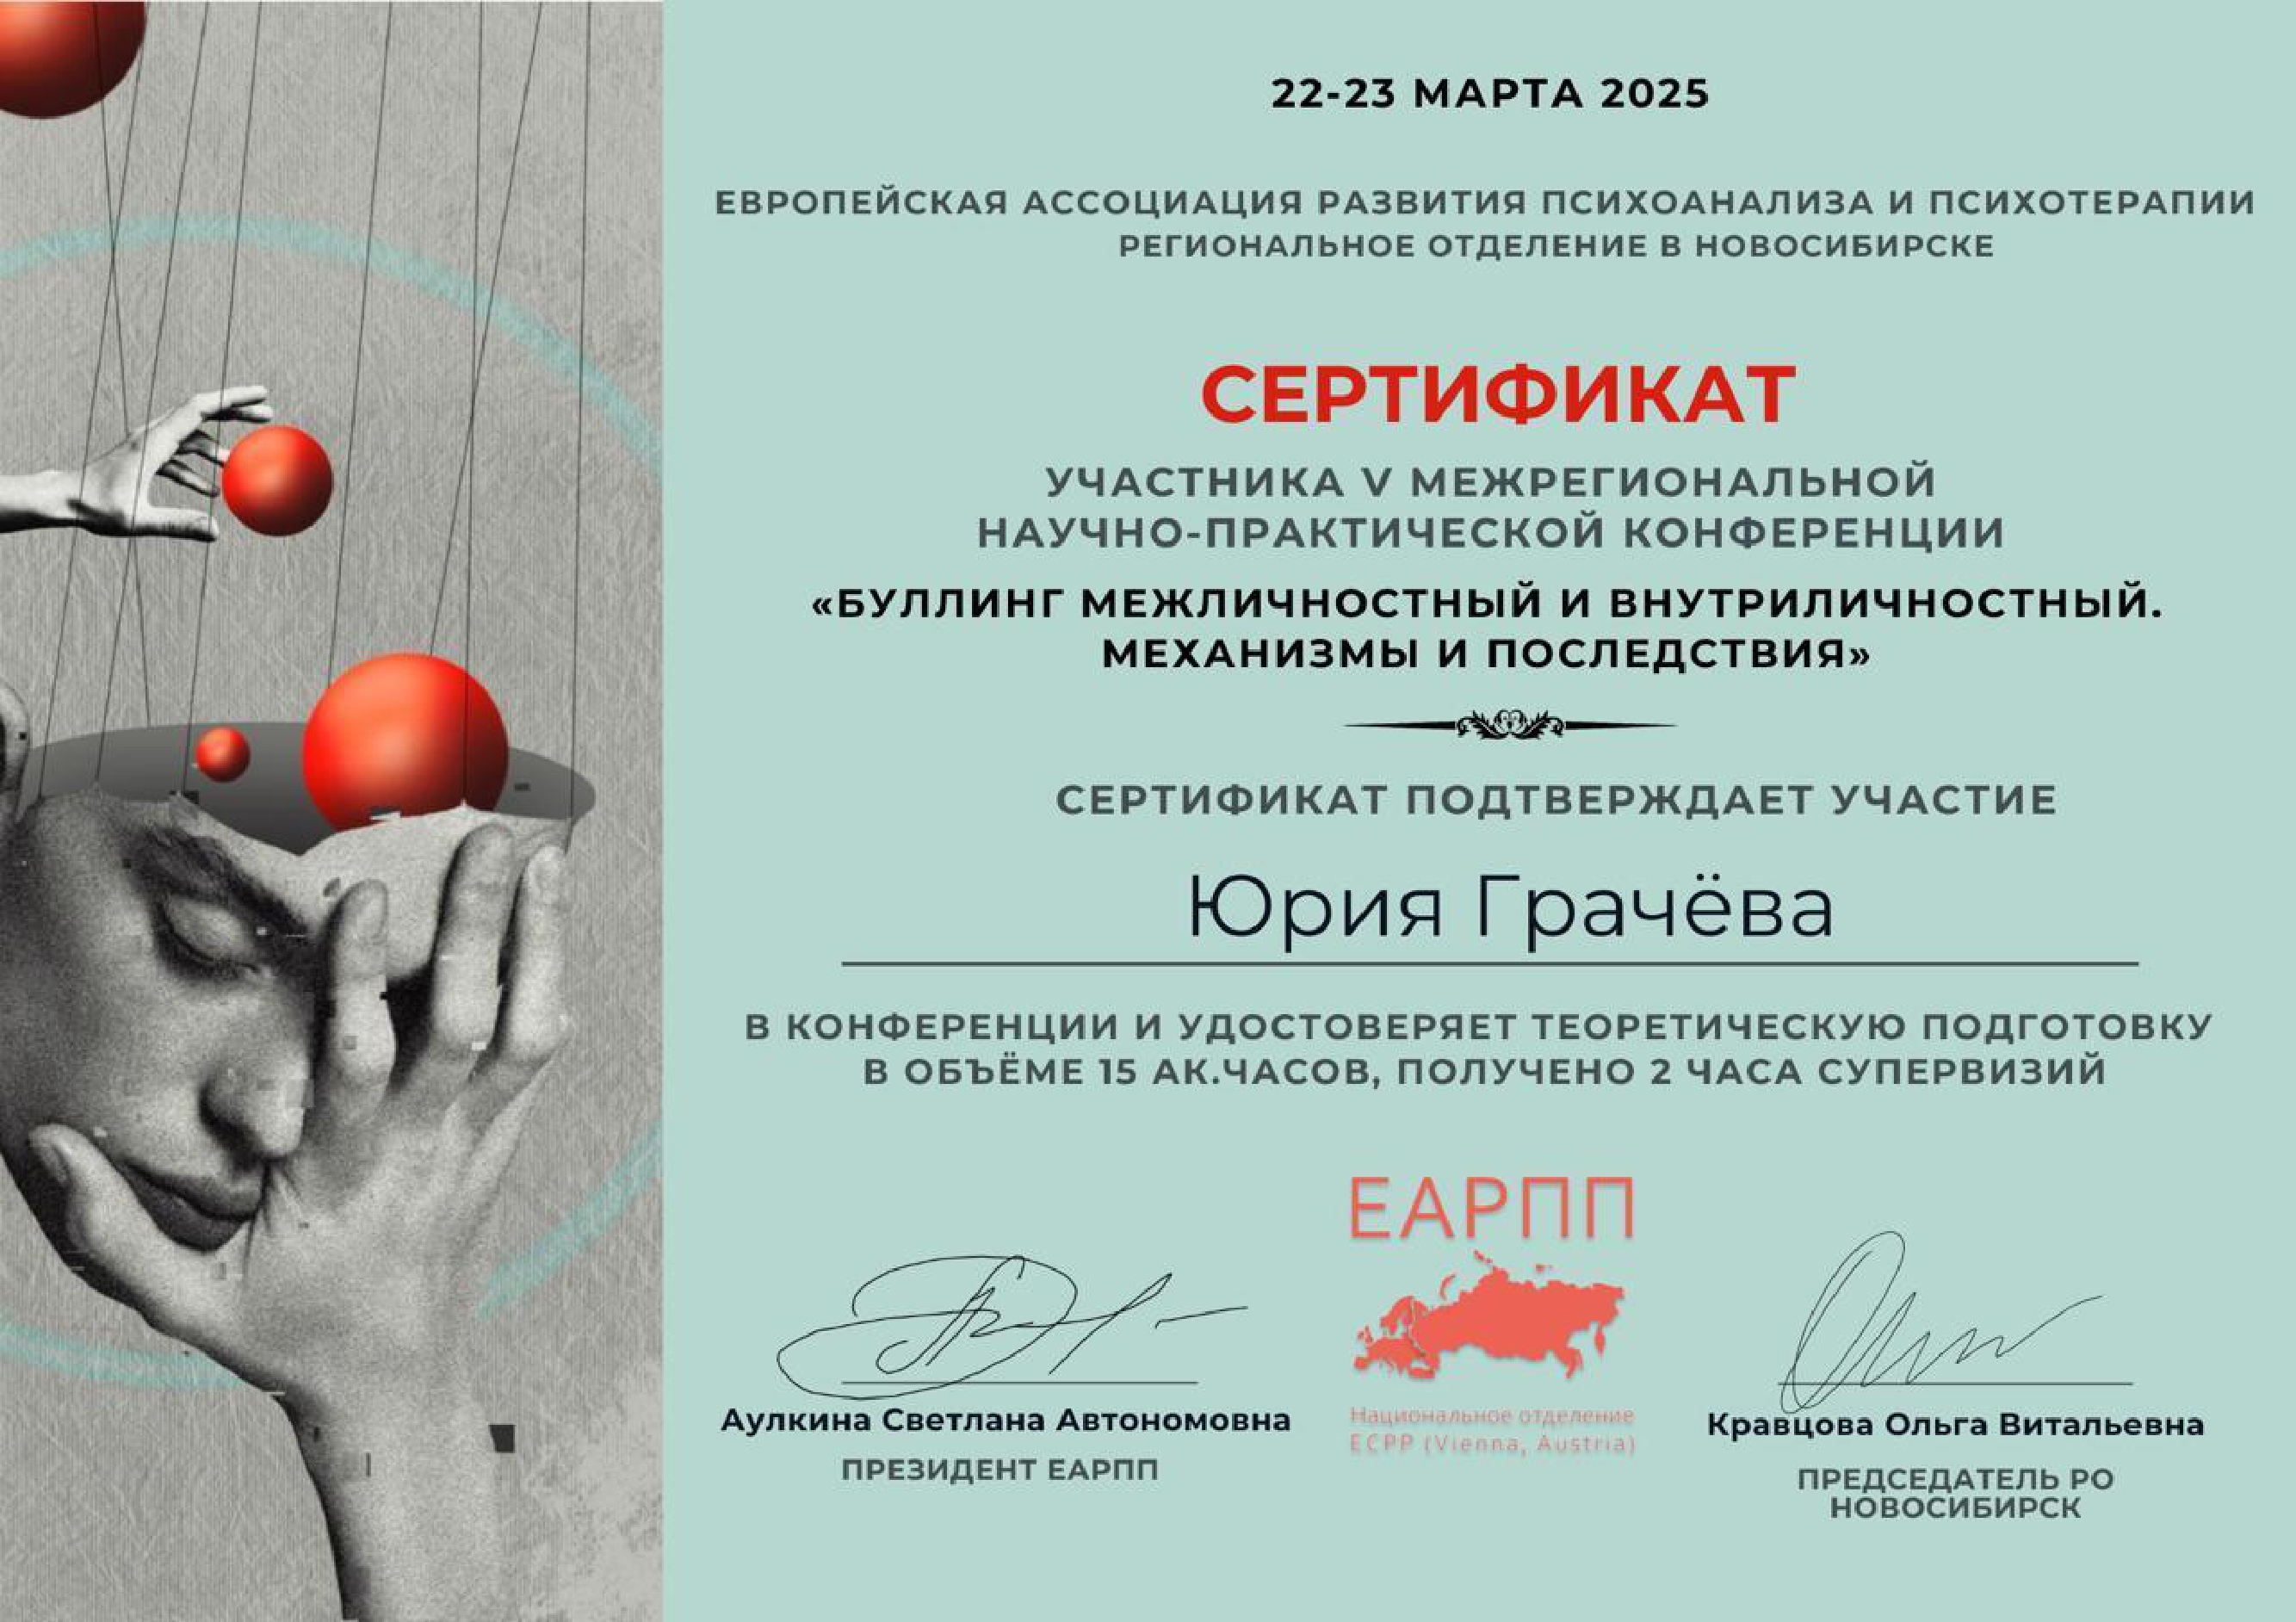 22-23 МАРТА 2025
ЕВРОПЕЙСКАЯ АССОЦИАЦИЯ РАЗВИТИЯ ПСИХОАНАЛИЗА И ПСИХОТЕРАПИИ
РЕГИОНАЛЬНОЕ ОТДЕЛЕНИЕ В НОВОСИБИРСКЕ
СЕРТИФИКАТ
УЧАСТНИКА V МЕЖРЕГИОНАЛЬНОЙ
НАУЧНО-ПРАКТИЧЕСКОЙ КОНФЕРЕНЦИИ
«БУЛЛИНГ МЕЖЛИЧНОСТНЫЙ И ВНУТРИЛИЧНОСТНЫЙ.
МЕХАНИЗМЫ И ПОСЛЕДСТВИЯ»
СЕРТИФИКАТ ПОДТВЕРЖДАЕТ УЧАСТИЕ
Юрия Грачёва
В КОНФЕРЕНЦИИ И УДОСТОВЕРЯЕТ ТЕОРЕТИЧЕСКУЮ ПОДГОТОВКУ
В ОБЪЁМЕ 15 АК.ЧАСОВ, ПОЛУЧЕНО 2 ЧАСА СУПЕРВИЗИЙ
ЕАРПП
Национальное отделение
ECPP (Vienna, Austria)
Аулкина Светлана Автономовна
ПРЕЗИДЕНТ ЕАРПП
Кравцова Ольга Витальевна
ПРЕДСЕДАТЕЛЬ РО
НОВОСИБИРСК